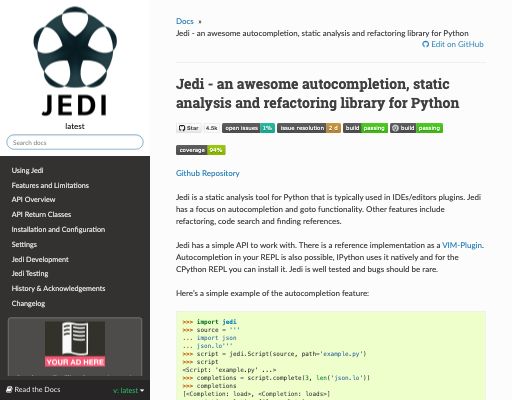 JEDI
latest
Search docs
Using Jedi
Features and Limitations
API Overview
API Return Classes
Installation and Configuration
Settings
Jedi Development
Jedi Testing
History & Acknowledgements
Changelog
YOUR AD HERE
Read the Docs
v: latest
Docs »
Jedi - an awesome autocompletion, static analysis and refactoring library for Python
Edit on GitHub
Jedi - an awesome autocompletion, static
analysis and refactoring library for Python
Star 4.5k open issues 1% issue resolution 2 d build passing build passing
coverage 94%
Github Repository
Jedi is a static analysis tool for Python that is typically used in IDEs/editors plugins. Jedi
has a focus on autocompletion and goto functionality. Other features include
refactoring, code search and finding references.
Jedi has a simple API to work with. There is a reference implementation as a VIM-Plugin.
Autocompletion in your REPL is also possible, IPython uses it natively and for the
CPython REPL you can install it. Jedi is well tested and bugs should be rare.
Here's a simple example of the autocompletion feature:
>>> import jedi
>>> source = '''
... import json
... json.lo'''
>>> script = jedi.Script(source, path='example.py')
>>> script
<Script: 'example.py' ...>
>>> completions = script.complete(3, len('json.lo'))
>>> completions
[<Completion: load>, <Completion: loads>]